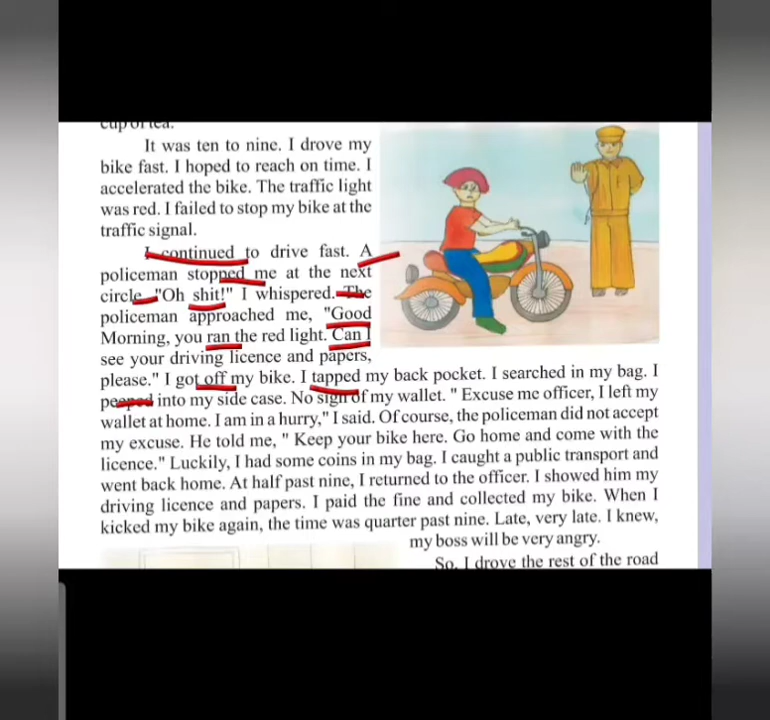 cup of tea.
It was ten to nine. I drove my
bike fast. I hoped to reach on time. I
accelerated the bike. The traffic light
was red. I failed to stop my bike at the
traffic signal.
I continued to drive fast. A
policeman stopped me at the next
circle. "Oh shit!" I whispered. The
policeman approached me, "Good
Morning, you ran the red light. Can I
see your driving licence and papers,
please." I got off my bike. I tapped my back pocket. I searched in my bag. I
peeped into my side case. No sign of my wallet. " Excuse me officer, I left my
wallet at home. I am in a hurry," I said. Of course, the policeman did not accept
my excuse. He told me, " Keep your bike here. Go home and come with the
licence." Luckily, I had some coins in my bag. I caught a public transport and
went back home. At half past nine, I returned to the officer. I showed him my
driving licence and papers. I paid the fine and collected my bike. When I
kicked my bike again, the time was quarter past nine. Late, very late. I knew,
my boss will be very angry.
So, I drove the rest of the road